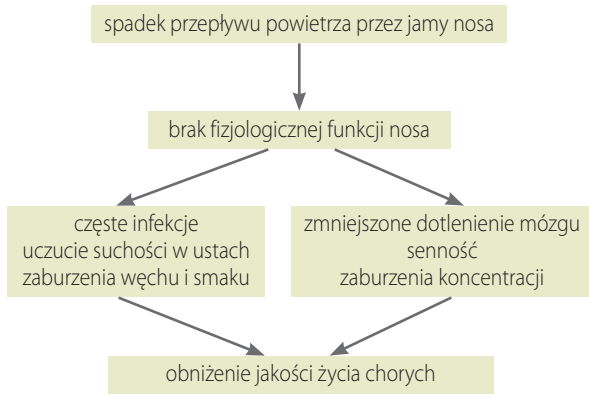 spadek przepływu powietrza przez jamy nosa
brak fizjologicznej funkcji nosa
częste infekcje
uczucie suchości w ustach
zaburzenia węchu i smaku
zmniejszone dotlenienie mózgu
senność
zaburzenia koncentracji
obniżenie jakości życia chorych